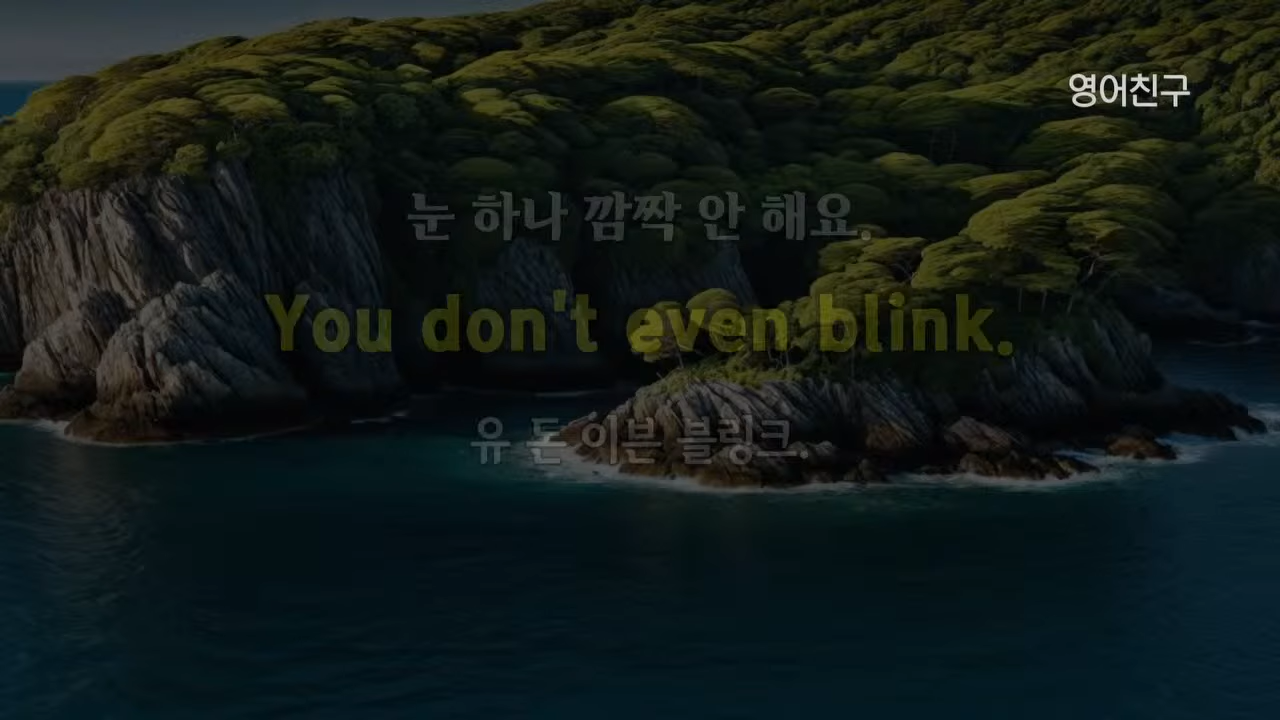 영어친구
눈 하나 깜짝 안 해요.
You don't even blink.
유 돈 이븐 블링크.